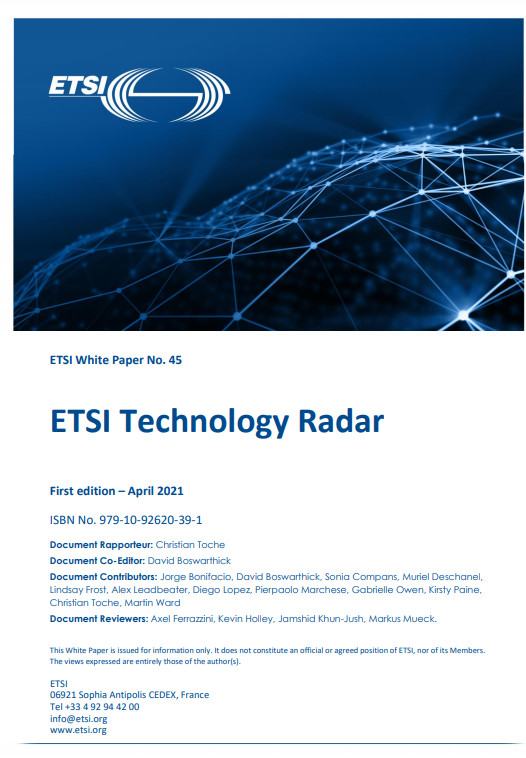 ETSI
ETSI White Paper No. 45
ETSI Technology Radar
First edition – April 2021
ISBN No. 979-10-92620-39-1
Document Rapporteur: Christian Toche
Document Co-Editor: David Boswarthick
Document Contributors: Jorge Bonifacio, David Boswarthick, Sonia Compans, Muriel Deschanel,
Lindsay Frost, Alex Leadbeater, Diego Lopez, Pierpaolo Marchese, Gabrielle Owen, Kirsty Paine,
Christian Toche, Martin Ward
Document Reviewers: Axel Ferrazzini, Kevin Holley, Jamshid Khun-Jush, Markus Mueck.
This White Paper is issued for information only. It does not constitute an official or agreed position of ETSI, nor of its Members.
The views expressed are entirely those of the author(s).
ETSI
06921 Sophia Antipolis CEDEX, France
Tel +33 4 92 94 42 00
info@etsi.org
www.etsi.org